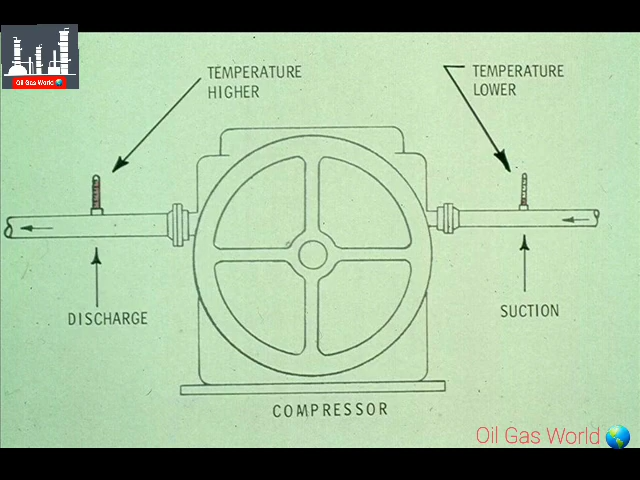 Oil Gas World
TEMPERATURE
HIGHER
TEMPERATURE
LOWER
DISCHARGE
SUCTION
COMPRESSOR
Oil Gas World